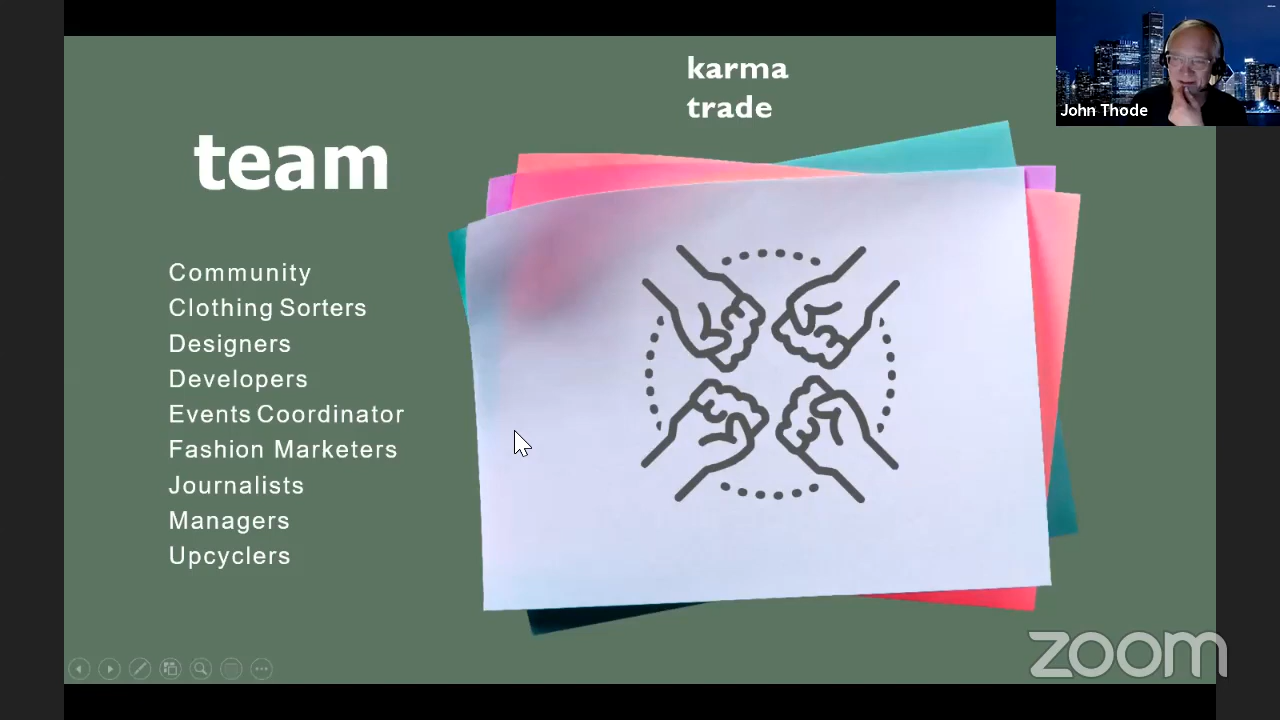 karma
trade
John Thode
team
Community
Clothing Sorters
Designers
Developers
Events Coordinator
Fashion Marketers
Journalists
Managers
Upcyclers
zoom